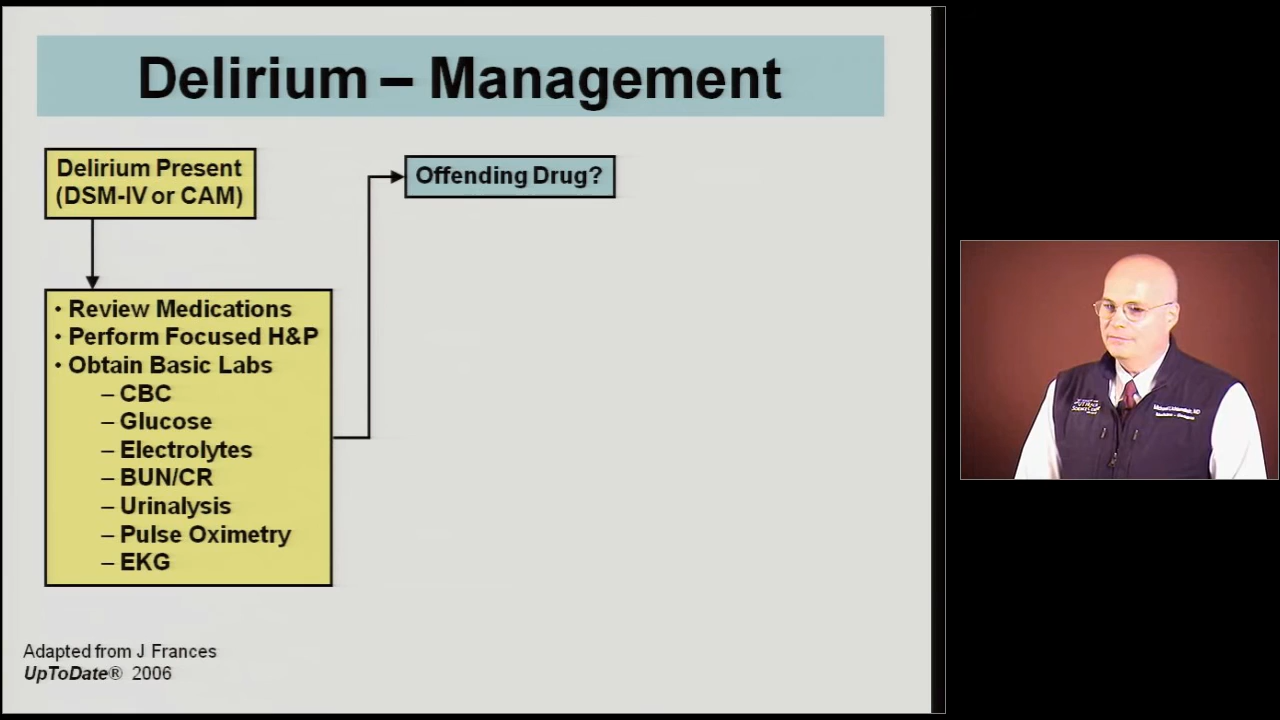 Delirium – Management
Delirium Present
(DSM-IV or CAM)
Offending Drug?
• Review Medications
• Perform Focused H&P
• Obtain Basic Labs
– CBC
– Glucose
– Electrolytes
– BUN/CR
– Urinalysis
– Pulse Oximetry
– EKG
Adapted from J Frances
UpToDate® 2006